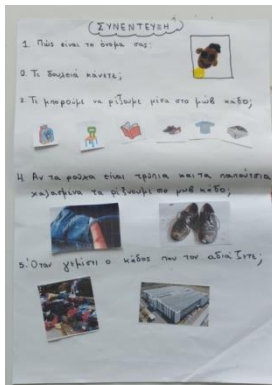 ΣΥΝΕΝΤΕΥΞΗ
1. Πώς είναι το όνομα σας;
2. Τι δουλειά κάνετε;
3. Τι μπορούμε να ρίξουμε μέσα στο μωβ κάδο;
4. Αν τα ρούχα είναι τρύπια και τα παπούτσια
χαλασμένα τα ρίχνουμε στο μωβ κάδο;
5. Όταν γεμίσει ο κάδος που τον αδιάζετε;